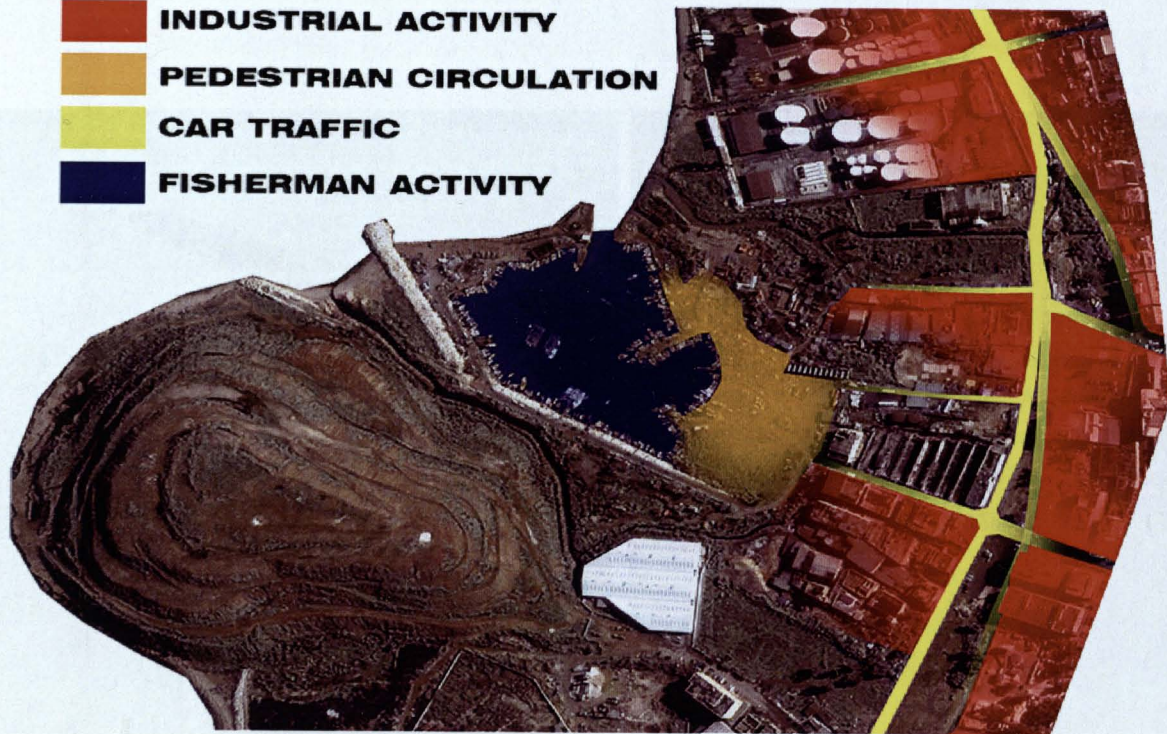 INDUSTRIAL ACTIVITY
PEDESTRIAN CIRCULATION
CAR TRAFFIC
FISHERMAN ACTIVITY